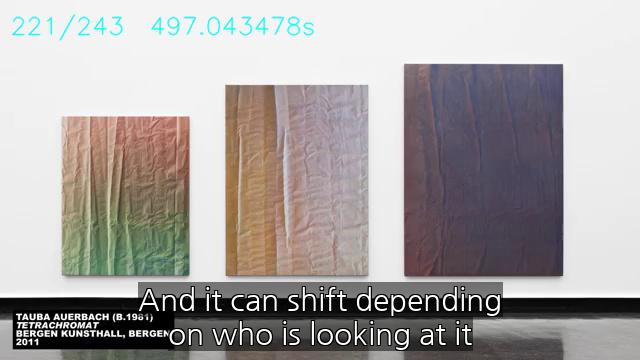 221/243 497.043478s
TAUBA AUERBACH (B.1981)
TETRACHROMAT
BERGEN KUNSTHALL, BERGEN
2011
And it can shift depending
on who is looking at it